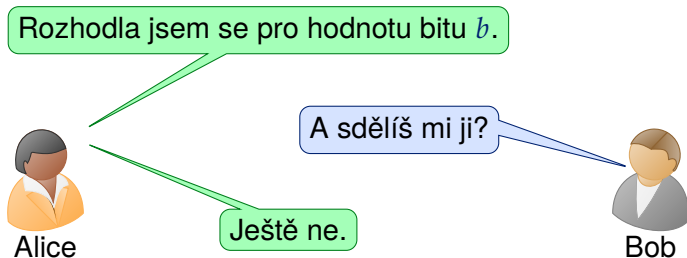 Rozhodla jsem se pro hodnotu bitu b.
A sdělíš mi ji?
Ještě ne.
Alice
Bob